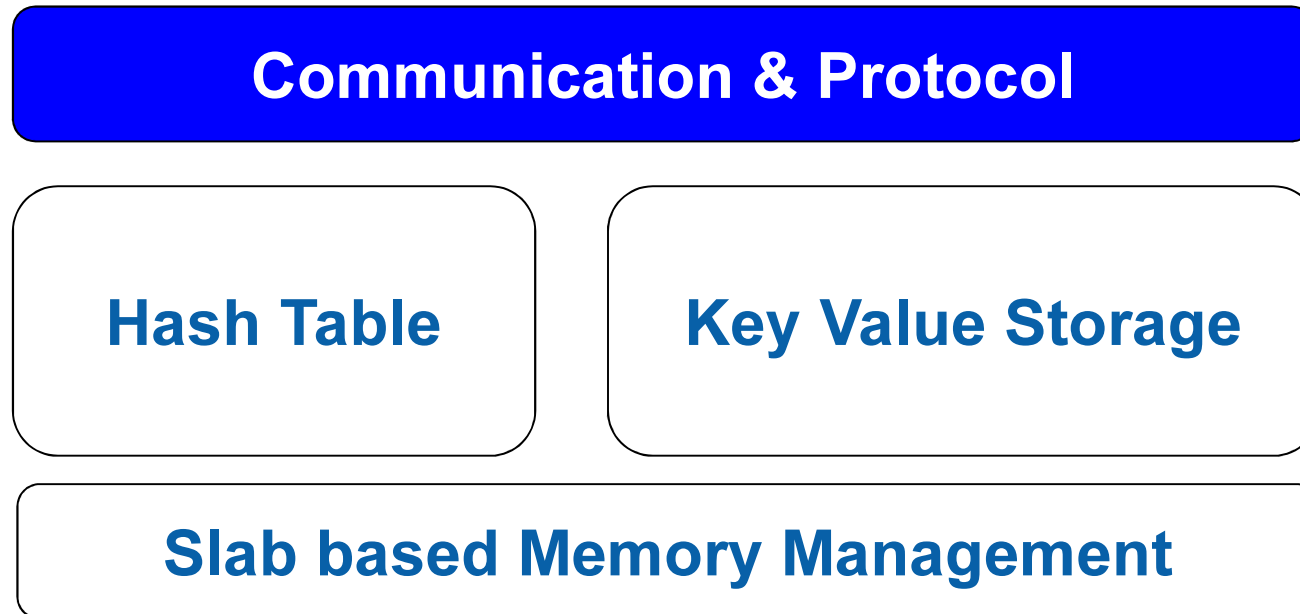 Communication & Protocol
Hash Table
Key Value Storage
Slab based Memory Management